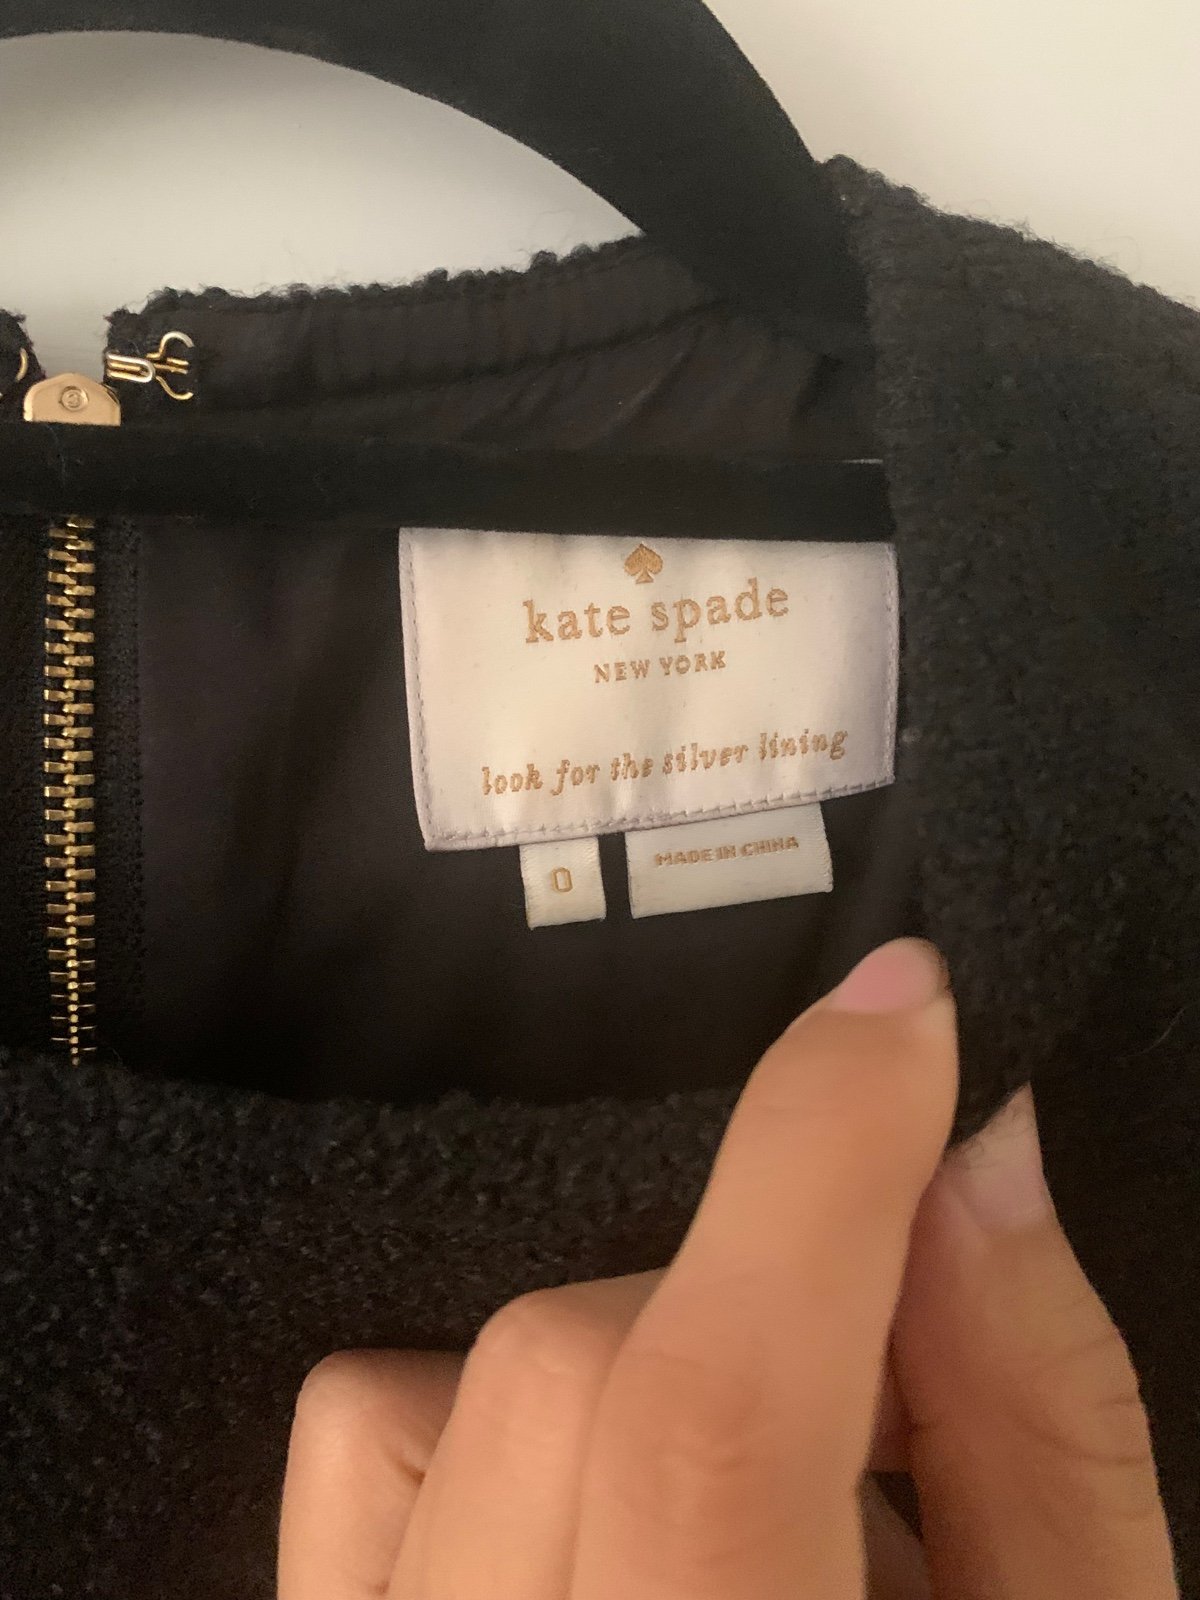 kate spade
NEW YORK
look for the silver lining
0
MADE IN CHINA